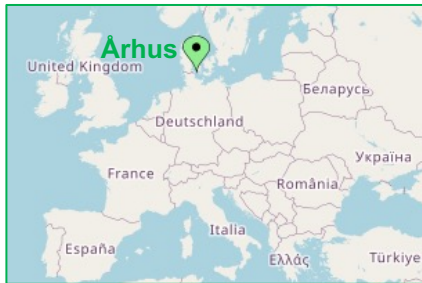 Århus
United Kingdom
Беларусь
Deutschland
Україна
France
România
Italia
España
Ελλάς
Türkiye